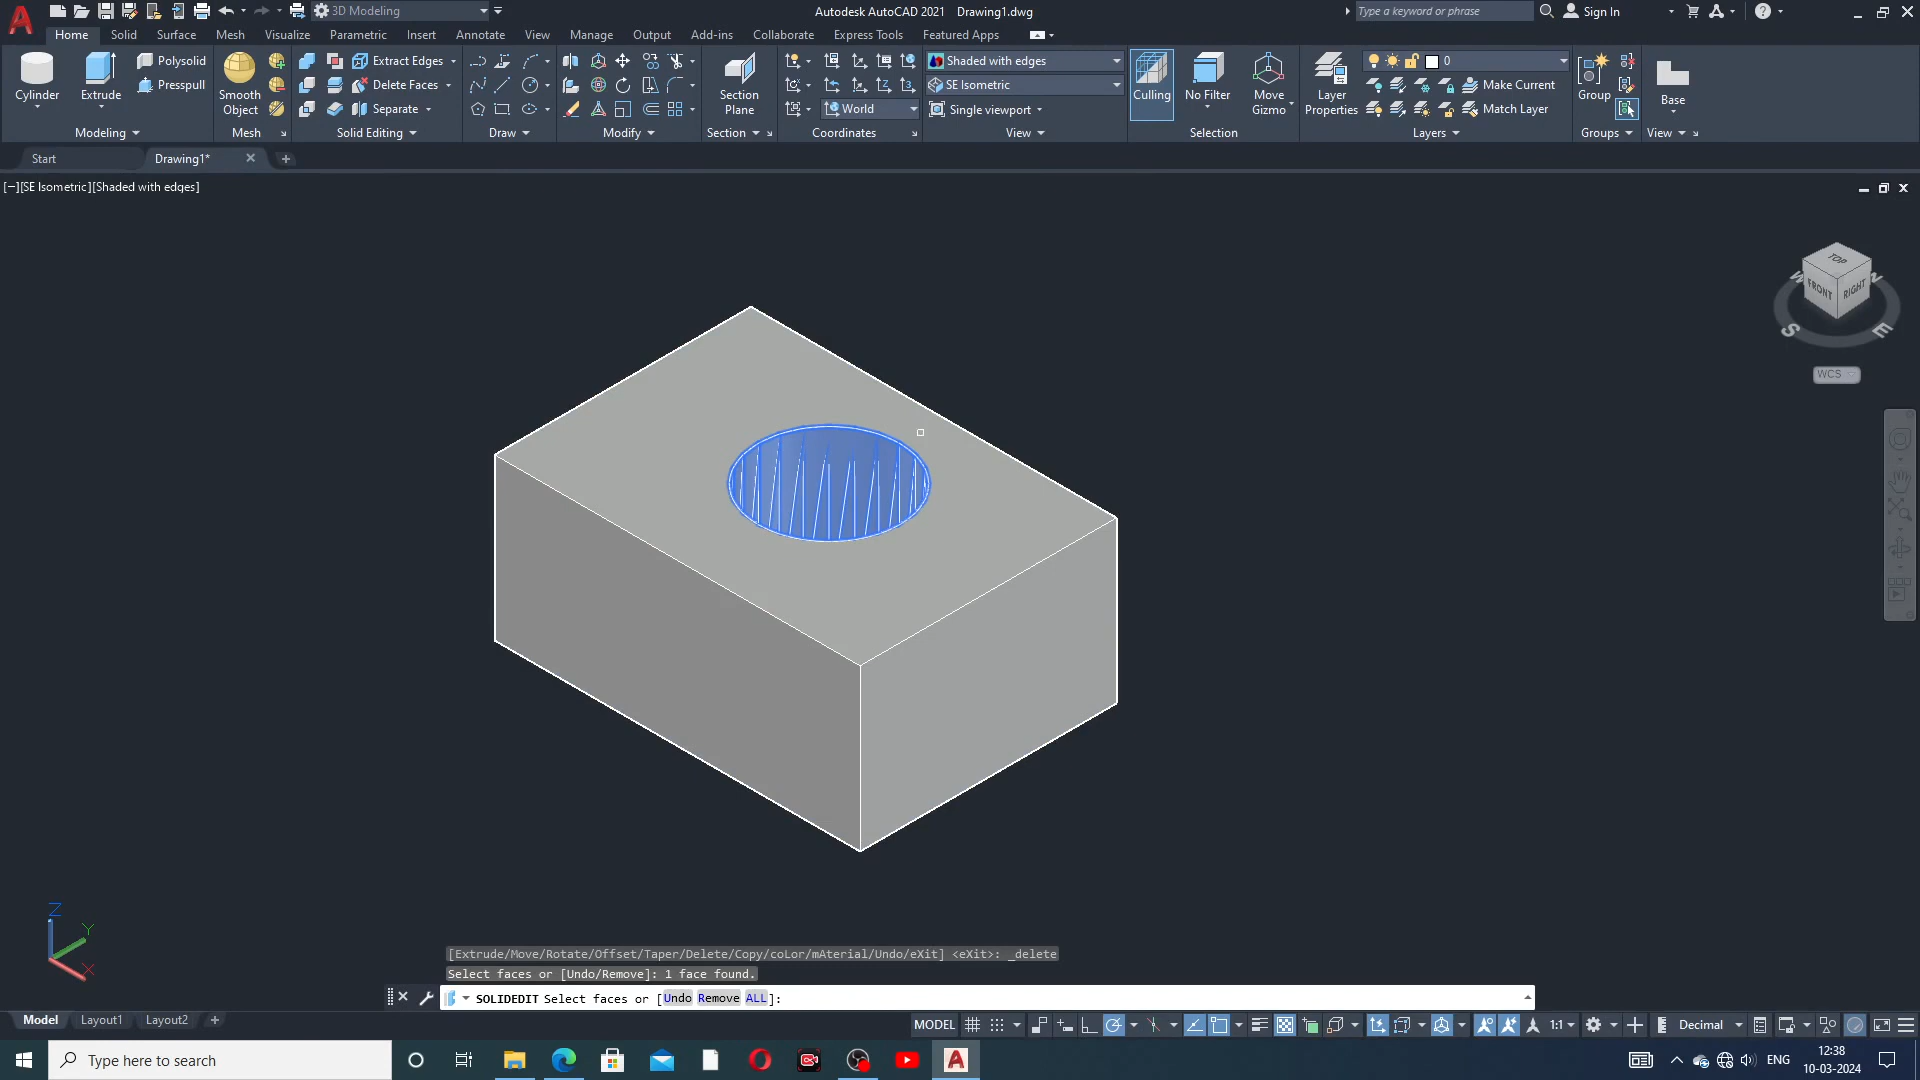 3D Modeling
Autodesk AutoCAD 2021 Drawing1.dwg
Type a keyword or phrase
Sign In
Home Solid Surface Mesh Visualize Parametric Insert Annotate View Manage Output Add-ins Collaborate Express Tools Featured Apps
Cylinder
Extrude
Polysolid
Presspull
Modeling
Smooth
Object
Mesh
Extract Edges
Delete Faces
Separate
Solid Editing
Draw
Modify
Section
Plane
Section
World
Coordinates
Shaded with edges
SE Isometric
Single viewport
View
Culling
No Filter
Move
Gizmo
Selection
Layer
Properties
0
Make Current
Match Layer
Layers
Group
Groups
Base
View
Start
Drawing1*
[−][SE Isometric][Shaded with edges]
TOP
FRONT
RIGHT
W
N
S
E
WCS
Z
Y
X
[Extrude/Move/Rotate/Offset/Taper/Delete/Copy/coLor/mAterial/Undo/eXit] <eXit>: _delete
Select faces or [Undo/Remove]: 1 face found.
SOLIDEDIT Select faces or [Undo Remove ALL]:
Model Layout1 Layout2
MODEL
1:1
Decimal
Type here to search
ENG
12:38
10-03-2024